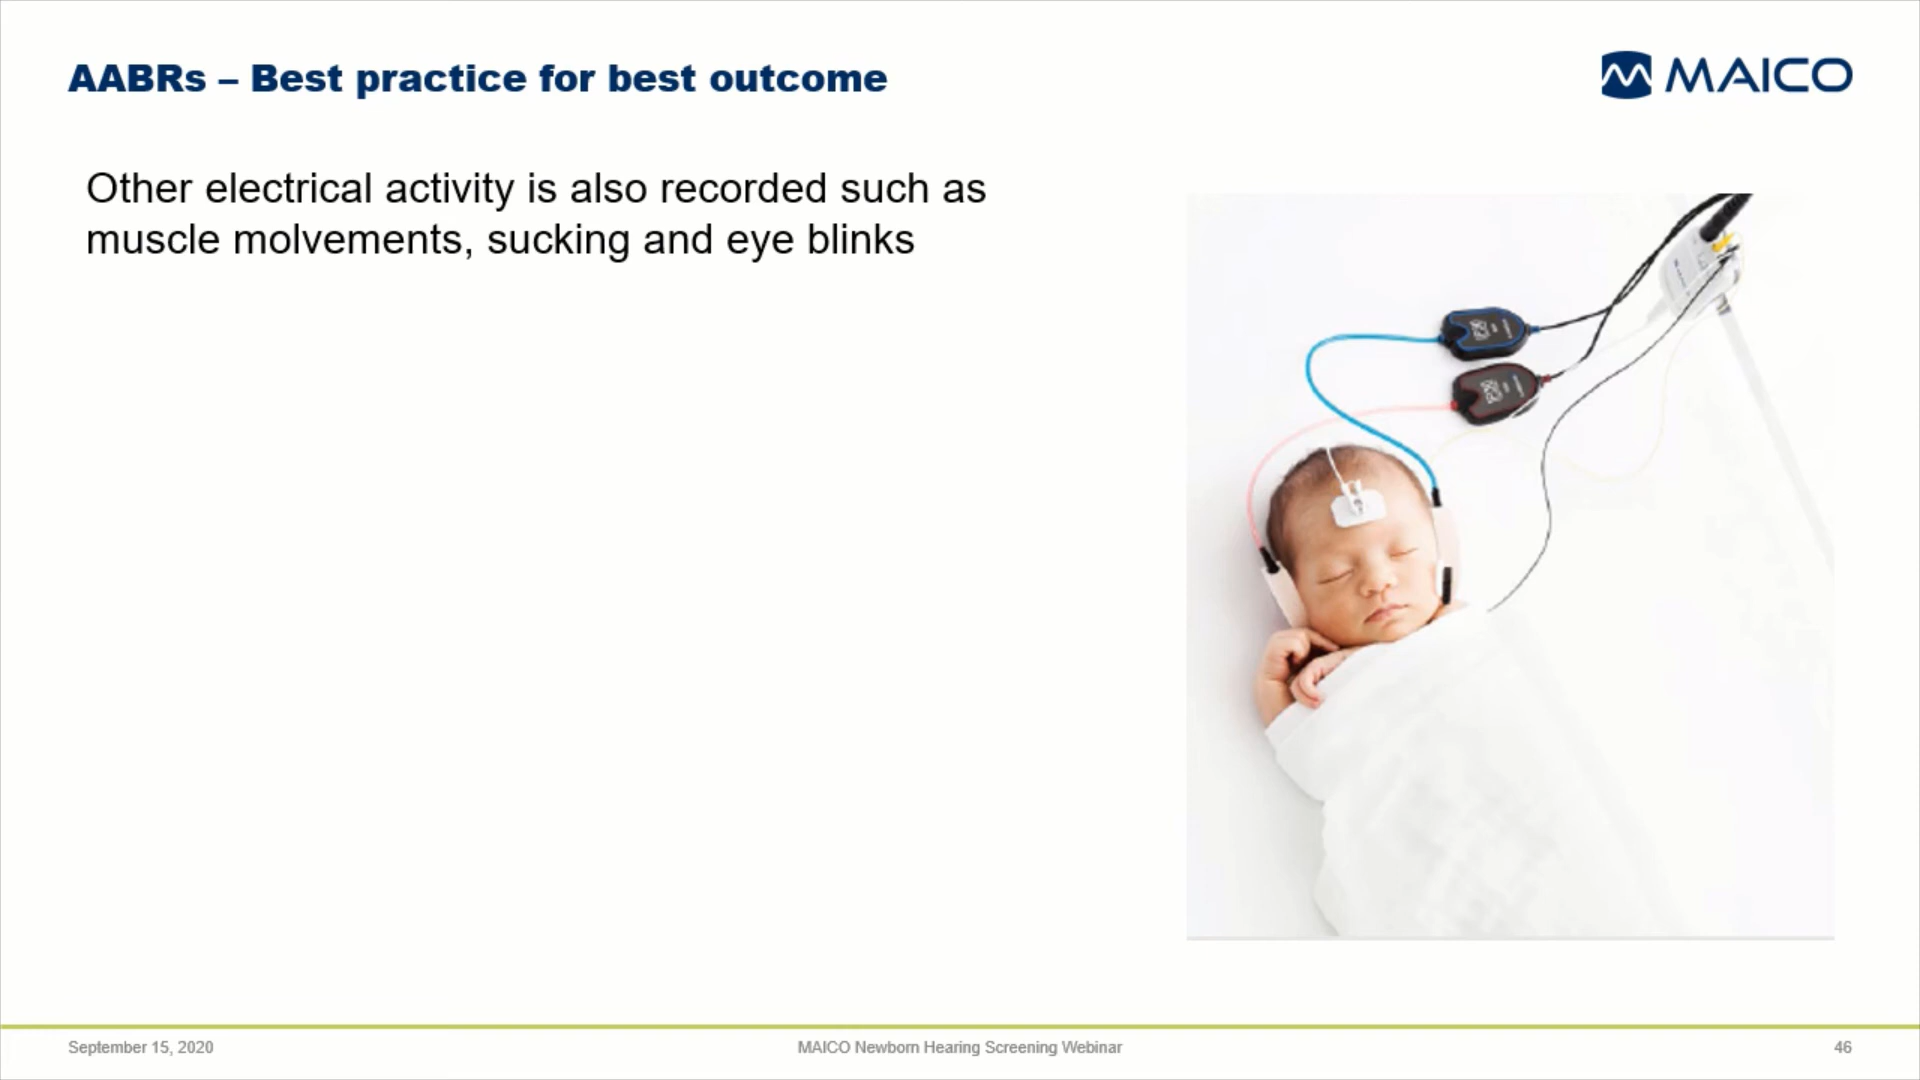 AABRs – Best practice for best outcome
MAICO
Other electrical activity is also recorded such as
muscle molvements, sucking and eye blinks
September 15, 2020
MAICO Newborn Hearing Screening Webinar
46